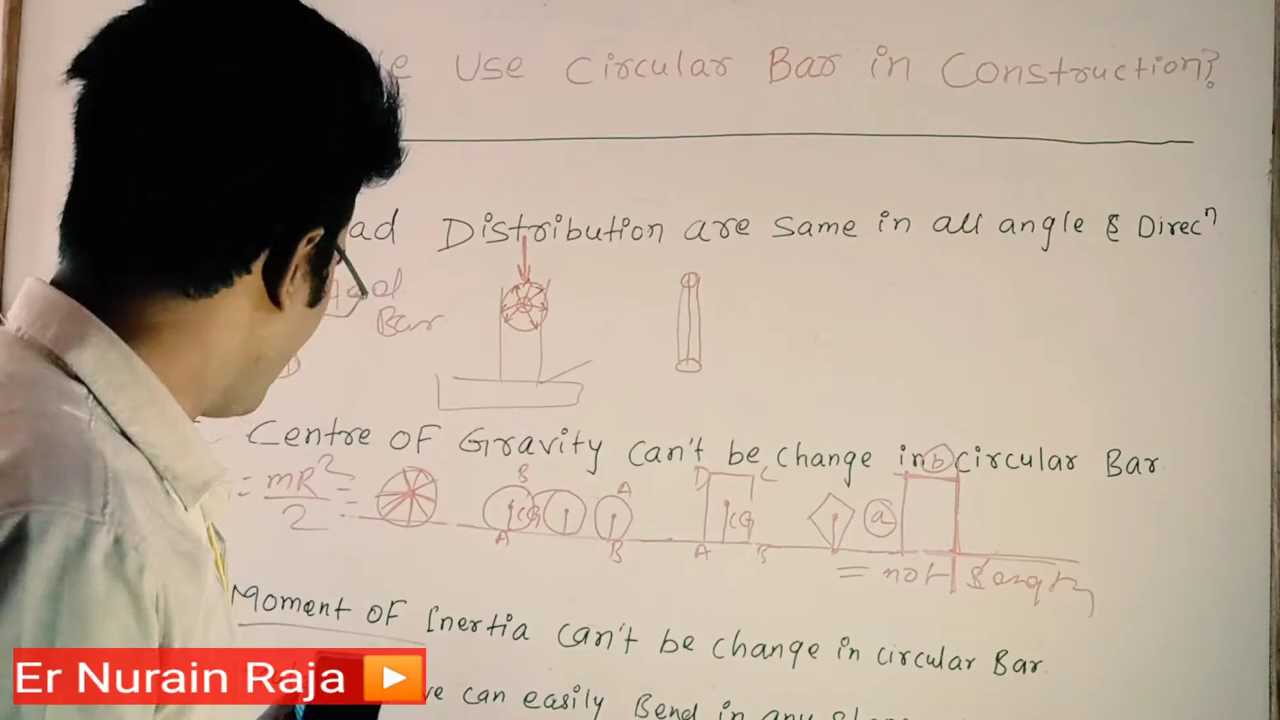 e Use Circular Bar in Construction?
ad Distribution are same in all angle & Direcⁿ
Bar
Centre OF Gravity can't be change in circular Bar
b
= mR²/2 =
B
CG
A
A
B
D
C
CG
A
B
a
= not
Moment OF Inertia can't be change in circular Bar
ve can easily Bend in any
Er Nurain Raja